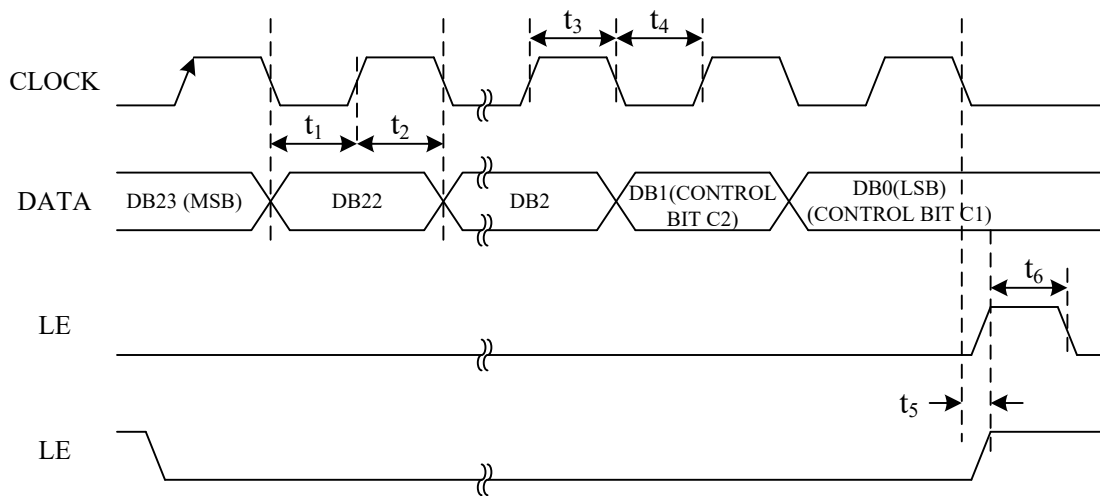 t3 t4
CLOCK
t1 t2
DATA DB23 (MSB) DB22 DB2 DB1(CONTROL BIT C2) DB0(LSB) (CONTROL BIT C1)
t6
LE
t5
LE